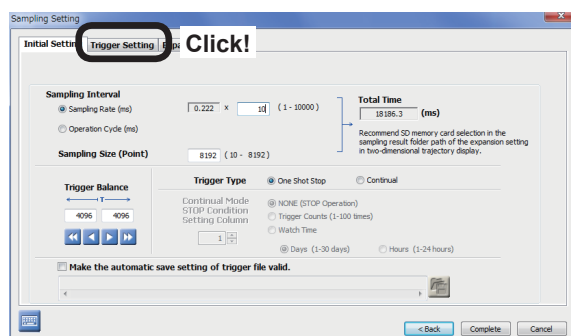 Sampling Setting
Initial Setting Trigger Setting Click!
Sampling Interval
Sampling Rate (ms) 0.222 x 10 ( 1 - 10000 )
Total Time
18186.3 (ms)
Operation Cycle (ms)
Recommend SD memory card selection in the
sampling result folder path of the expansion setting
in two-dimensional trajectory display.
Sampling Size (Point) 8192 ( 10 - 8192 )
Trigger Balance
T
4096 4096
Trigger Type One Shot Stop Continual
Continual Mode
STOP Condition
Setting Column
1
NONE (STOP Operation)
Trigger Counts (1-100 times)
Watch Time
Days (1-30 days) Hours (1-24 hours)
Make the automatic save setting of trigger file valid.
< Back Complete Cancel